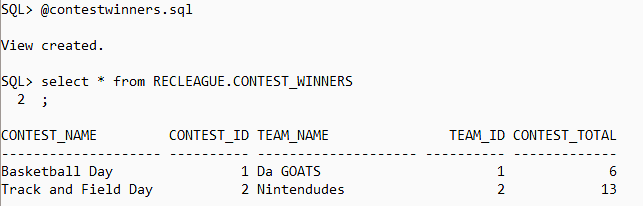 SQL> @contestwinners.sql
View created.
SQL> select * from RECLEAGUE.CONTEST_WINNERS
  2  ;
CONTEST_NAME         CONTEST_ID TEAM_NAME               TEAM_ID CONTEST_TOTAL
-------------------- ---------- -------------------- ---------- -------------
Basketball Day                1 Da GOATS                      1             6
Track and Field Day           2 Nintendudes                   2            13